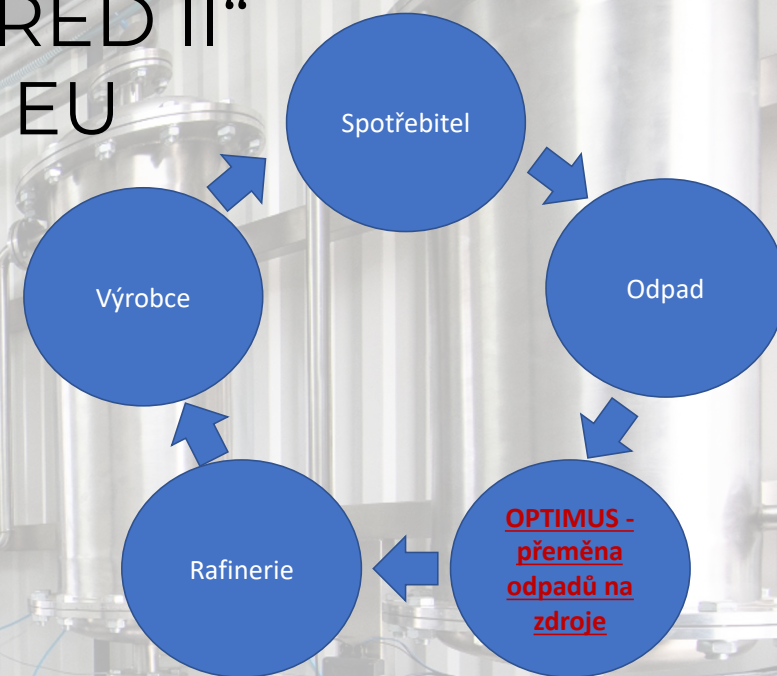 RED II“
EU
Spotřebitel
Výrobce
Odpad
Rafinerie
OPTIMUS -
přeměna
odpadů na
zdroje